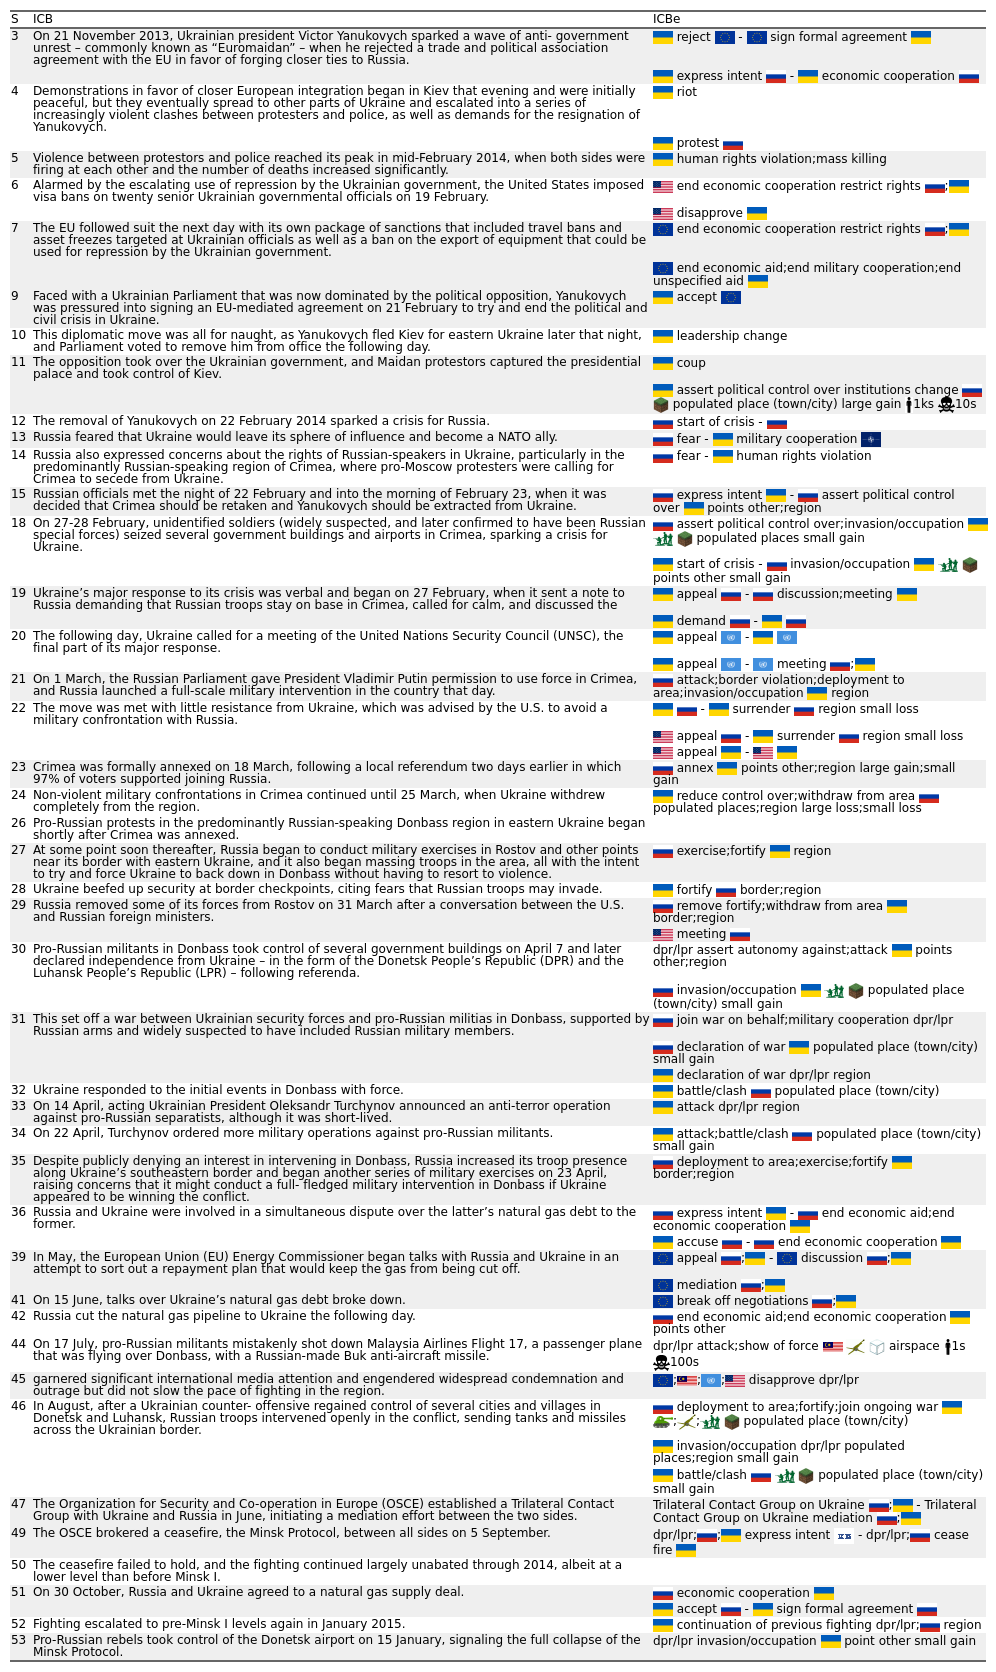 S ICB ICBe
3 On 21 November 2013, Ukrainian president Victor Yanukovych sparked a wave of anti- government
unrest – commonly known as “Euromaidan” – when he rejected a trade and political association
agreement with the EU in favor of forging closer ties to Russia.
reject - sign formal agreement
express intent - economic cooperation
4 Demonstrations in favor of closer European integration began in Kiev that evening and were initially
peaceful, but they eventually spread to other parts of Ukraine and escalated into a series of
increasingly violent clashes between protesters and police, as well as demands for the resignation of
Yanukovych.
riot
protest
5 Violence between protestors and police reached its peak in mid-February 2014, when both sides were
firing at each other and the number of deaths increased significantly.
human rights violation;mass killing
6 Alarmed by the escalating use of repression by the Ukrainian government, the United States imposed
visa bans on twenty senior Ukrainian governmental officials on 19 February.
end economic cooperation restrict rights ;
disapprove
7 The EU followed suit the next day with its own package of sanctions that included travel bans and
asset freezes targeted at Ukrainian officials as well as a ban on the export of equipment that could be
used for repression by the Ukrainian government.
end economic cooperation restrict rights ;
end economic aid;end military cooperation;end
unspecified aid
9 Faced with a Ukrainian Parliament that was now dominated by the political opposition, Yanukovych
was pressured into signing an EU-mediated agreement on 21 February to try and end the political and
civil crisis in Ukraine.
accept
10 This diplomatic move was all for naught, as Yanukovych fled Kiev for eastern Ukraine later that night,
and Parliament voted to remove him from office the following day.
leadership change
11 The opposition took over the Ukrainian government, and Maidan protestors captured the presidential
palace and took control of Kiev.
coup
assert political control over institutions change
populated place (town/city) large gain 1ks 10s
12 The removal of Yanukovych on 22 February 2014 sparked a crisis for Russia.
start of crisis -
13 Russia feared that Ukraine would leave its sphere of influence and become a NATO ally.
fear - military cooperation
14 Russia also expressed concerns about the rights of Russian-speakers in Ukraine, particularly in the
predominantly Russian-speaking region of Crimea, where pro-Moscow protesters were calling for
Crimea to secede from Ukraine.
fear - human rights violation
15 Russian officials met the night of 22 February and into the morning of February 23, when it was
decided that Crimea should be retaken and Yanukovych should be extracted from Ukraine.
express intent - assert political control
over points other;region
18 On 27-28 February, unidentified soldiers (widely suspected, and later confirmed to have been Russian
special forces) seized several government buildings and airports in Crimea, sparking a crisis for
Ukraine.
assert political control over;invasion/occupation
populated places small gain
start of crisis - invasion/occupation
points other small gain
19 Ukraine’s major response to its crisis was verbal and began on 27 February, when it sent a note to
Russia demanding that Russian troops stay on base in Crimea, called for calm, and discussed the
appeal - discussion;meeting
demand -
20 The following day, Ukraine called for a meeting of the United Nations Security Council (UNSC), the
final part of its major response.
appeal -
appeal - meeting ;
21 On 1 March, the Russian Parliament gave President Vladimir Putin permission to use force in Crimea,
and Russia launched a full-scale military intervention in the country that day.
attack;border violation;deployment to
area;invasion/occupation region
22 The move was met with little resistance from Ukraine, which was advised by the U.S. to avoid a
military confrontation with Russia.
- surrender region small loss
appeal - surrender region small loss
appeal -
23 Crimea was formally annexed on 18 March, following a local referendum two days earlier in which
97% of voters supported joining Russia.
annex points other;region large gain;small
gain
24 Non-violent military confrontations in Crimea continued until 25 March, when Ukraine withdrew
completely from the region.
reduce control over;withdraw from area
populated places;region large loss;small loss
26 Pro-Russian protests in the predominantly Russian-speaking Donbass region in eastern Ukraine began
shortly after Crimea was annexed.
27 At some point soon thereafter, Russia began to conduct military exercises in Rostov and other points
near its border with eastern Ukraine, and it also began massing troops in the area, all with the intent
to try and force Ukraine to back down in Donbass without having to resort to violence.
exercise;fortify region
28 Ukraine beefed up security at border checkpoints, citing fears that Russian troops may invade.
fortify border;region
29 Russia removed some of its forces from Rostov on 31 March after a conversation between the U.S.
and Russian foreign ministers.
remove fortify;withdraw from area
border;region
meeting
30 Pro-Russian militants in Donbass took control of several government buildings on April 7 and later
declared independence from Ukraine – in the form of the Donetsk People’s Republic (DPR) and the
Luhansk People’s Republic (LPR) – following referenda.
dpr/lpr assert autonomy against;attack points
other;region
invasion/occupation populated place
(town/city) small gain
31 This set off a war between Ukrainian security forces and pro-Russian militias in Donbass, supported by
Russian arms and widely suspected to have included Russian military members.
join war on behalf;military cooperation dpr/lpr
declaration of war populated place (town/city)
small gain
declaration of war dpr/lpr region
32 Ukraine responded to the initial events in Donbass with force.
battle/clash populated place (town/city)
33 On 14 April, acting Ukrainian President Oleksandr Turchynov announced an anti-terror operation
against pro-Russian separatists, although it was short-lived.
attack dpr/lpr region
34 On 22 April, Turchynov ordered more military operations against pro-Russian militants.
attack;battle/clash populated place (town/city)
small gain
35 Despite publicly denying an interest in intervening in Donbass, Russia increased its troop presence
along Ukraine’s southeastern border and began another series of military exercises on 23 April,
raising concerns that it might conduct a full- fledged military intervention in Donbass if Ukraine
appeared to be winning the conflict.
deployment to area;exercise;fortify
border;region
36 Russia and Ukraine were involved in a simultaneous dispute over the latter’s natural gas debt to the
former.
express intent - end economic aid;end
economic cooperation
accuse - end economic cooperation
39 In May, the European Union (EU) Energy Commissioner began talks with Russia and Ukraine in an
attempt to sort out a repayment plan that would keep the gas from being cut off.
appeal ; - discussion ;
mediation ;
41 On 15 June, talks over Ukraine’s natural gas debt broke down.
break off negotiations ;
42 Russia cut the natural gas pipeline to Ukraine the following day.
end economic aid;end economic cooperation
points other
44 On 17 July, pro-Russian militants mistakenly shot down Malaysia Airlines Flight 17, a passenger plane
that was flying over Donbass, with a Russian-made Buk anti-aircraft missile.
dpr/lpr attack;show of force airspace 1s
100s
45 garnered significant international media attention and engendered widespread condemnation and
outrage but did not slow the pace of fighting in the region.
; ; ; disapprove dpr/lpr
46 In August, after a Ukrainian counter- offensive regained control of several cities and villages in
Donetsk and Luhansk, Russian troops intervened openly in the conflict, sending tanks and missiles
across the Ukrainian border.
deployment to area;fortify;join ongoing war
; ; populated place (town/city)
invasion/occupation dpr/lpr populated
places;region small gain
battle/clash populated place (town/city)
small gain
47 The Organization for Security and Co-operation in Europe (OSCE) established a Trilateral Contact
Group with Ukraine and Russia in June, initiating a mediation effort between the two sides.
Trilateral Contact Group on Ukraine ; - Trilateral
Contact Group on Ukraine mediation ;
49 The OSCE brokered a ceasefire, the Minsk Protocol, between all sides on 5 September.
dpr/lpr; ; express intent - dpr/lpr; cease
fire
50 The ceasefire failed to hold, and the fighting continued largely unabated through 2014, albeit at a
lower level than before Minsk I.
51 On 30 October, Russia and Ukraine agreed to a natural gas supply deal.
economic cooperation
accept - sign formal agreement
52 Fighting escalated to pre-Minsk I levels again in January 2015.
continuation of previous fighting dpr/lpr; region
53 Pro-Russian rebels took control of the Donetsk airport on 15 January, signaling the full collapse of the
Minsk Protocol.
dpr/lpr invasion/occupation point other small gain